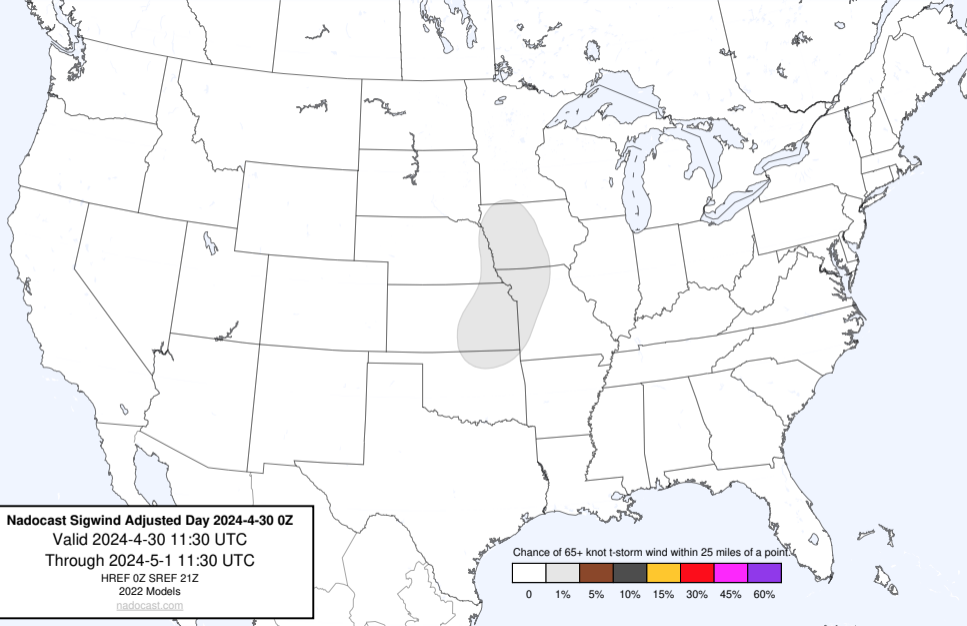 Nadocast Sigwind Adjusted Day 2024-4-30 0Z
Valid 2024-4-30 11:30 UTC
Through 2024-5-1 11:30 UTC
HREF 0Z SREF 21Z
2022 Models
nadocast.com
Chance of 65+ knot t-storm wind within 25 miles of a point.
0 1% 5% 10% 15% 30% 45% 60%